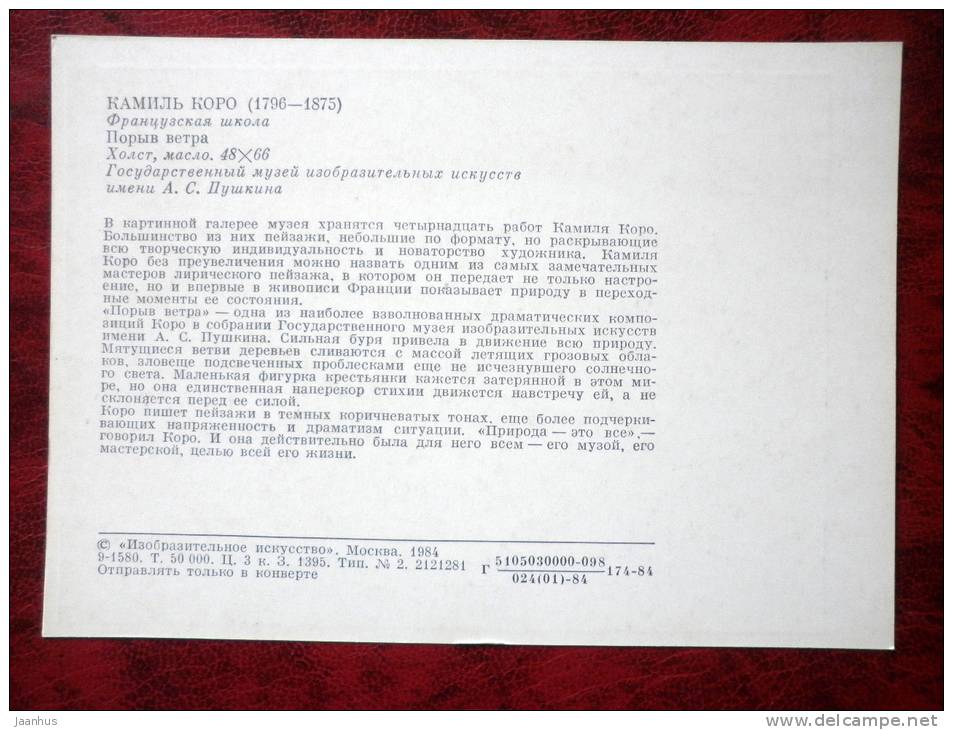 КАМИЛЬ КОРО (1796—1875)
Французская школа
Порыв ветра
Холст, масло. 48×66
Государственный музей изобразительных искусств
имени А. С. Пушкина
В картинной галерее музея хранятся четырнадцать работ Камиля Коро.
Большинство из них пейзажи, небольшие по формату, но раскрывающие
всю творческую индивидуальность и новаторство художника. Камиля
Коро без преувеличения можно назвать одним из самых замечательных
мастеров лирического пейзажа, в котором он передает не только настро-
ение, но и впервые в живописи Франции показывает природу в переход-
ные моменты ее состояния.
«Порыв ветра» — одна из наиболее взволнованных драматических компо-
зиций Коро в собрании Государственного музея изобразительных искусств
имени А. С. Пушкина. Сильная буря привела в движение всю природу.
Мятущиеся ветви деревьев сливаются с массой летящих грозовых обла-
ков, зловеще подсвеченных проблесками еще не исчезнувшего солнечно-
го света. Маленькая фигурка крестьянки кажется затерянной в этом ми-
ре, но она единственная наперекор стихии движется навстречу ей, а не
склоняется перед ее силой.
Коро пишет пейзажи в темных коричневатых тонах, еще более подчерки-
вающих напряженность и драматизм ситуации. «Природа — это все»,—
говорил Коро. И она действительно была для него всем — его музой, его
мастерской, целью всей его жизни.
© «Изобразительное искусство». Москва. 1984
9-1580. Т. 50 000. Ц. 3 к. З. 1395. Тип. № 2. 2121281
Отправлять только в конверте
Г 5105030000-098
024(01)-84
174-84
Jaanhus
www.delcampe.net